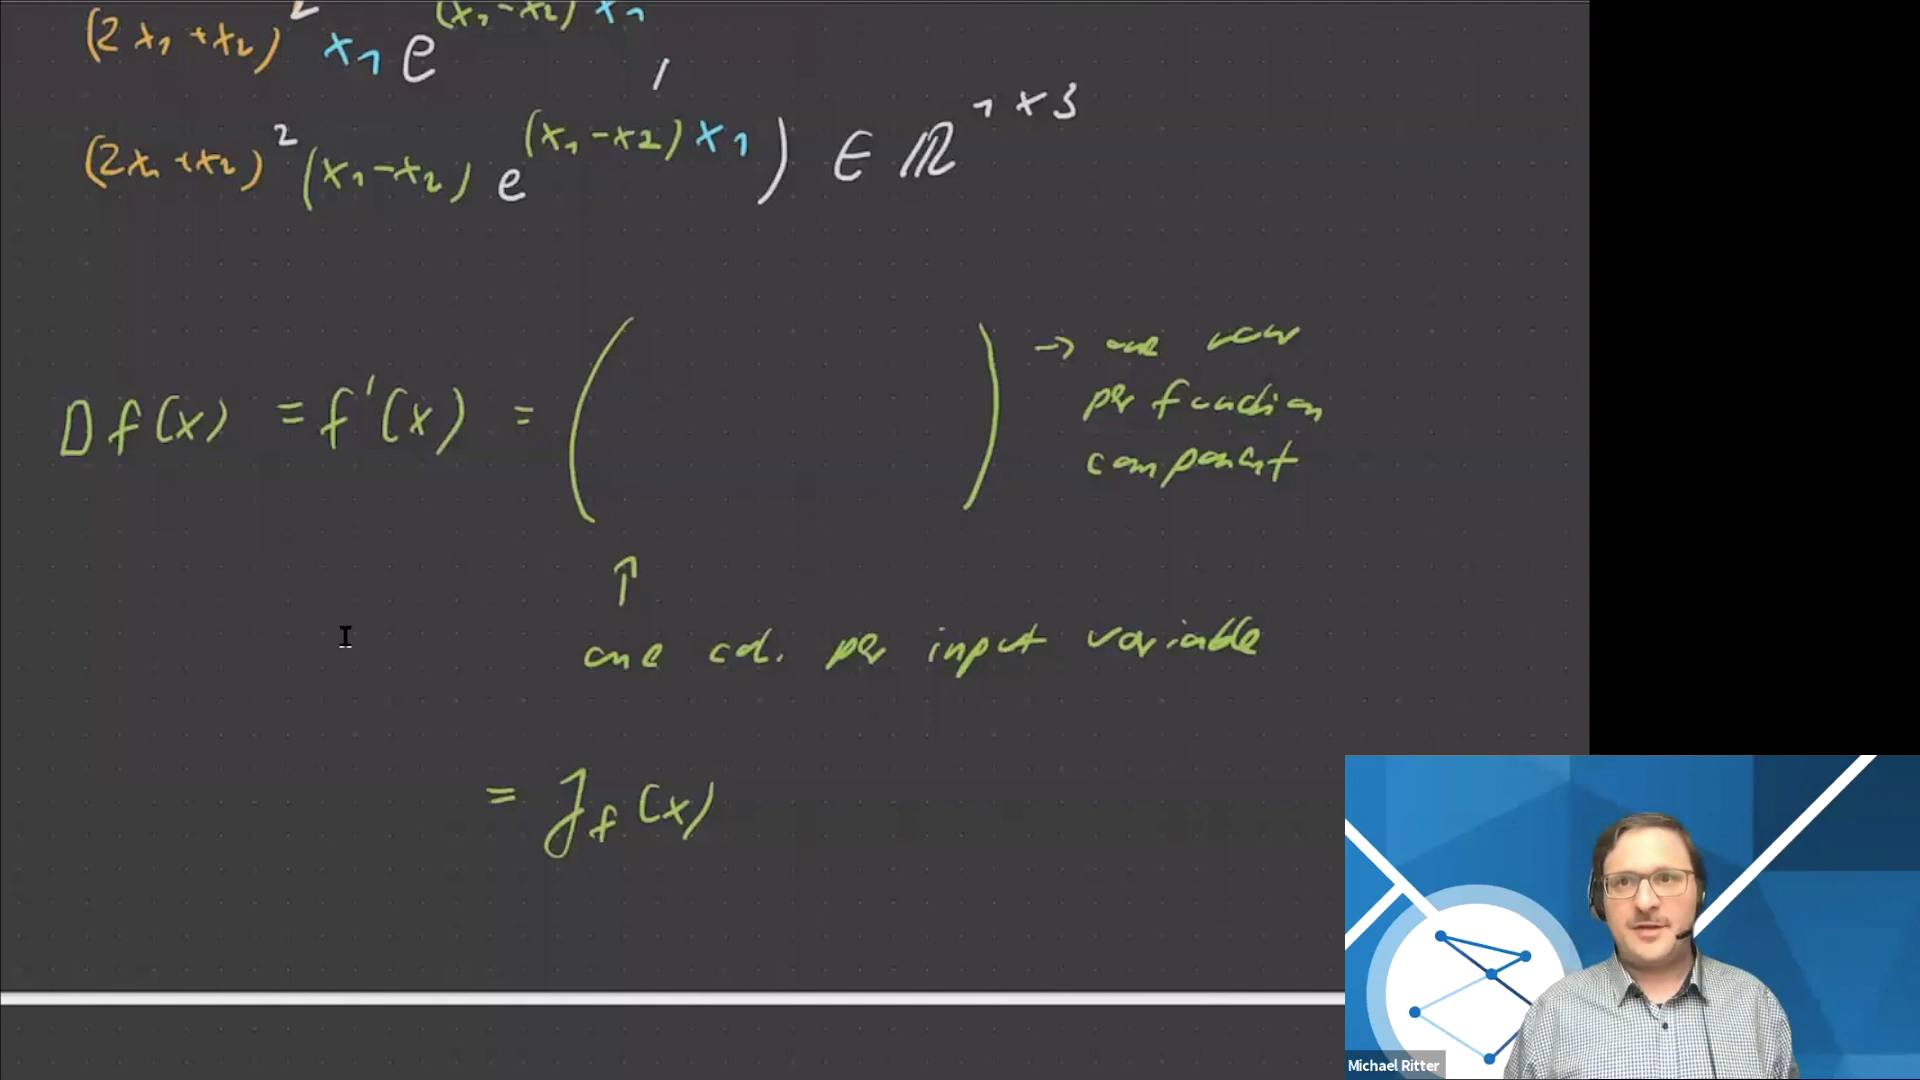 (2x₁+x₂)² x₁ e^(x₁-x₂)x₁ ,
(2x₁+x₂)² (x₁-x₂) e^(x₁-x₂)x₁ ) ∈ ℝ^1×3
Df(x) = f'(x) = ( ) → one row
per function
component
↑
one col. per input variable
= J_f(x)
Michael Ritter